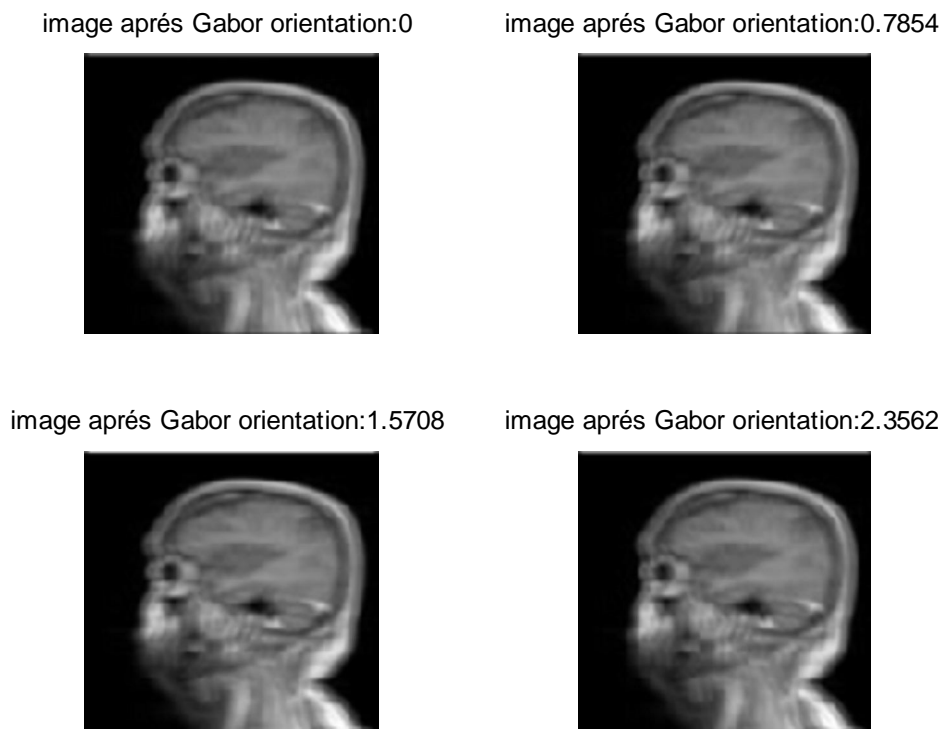 image aprés Gabor orientation:0
image aprés Gabor orientation:0.7854
image aprés Gabor orientation:1.5708
image aprés Gabor orientation:2.3562